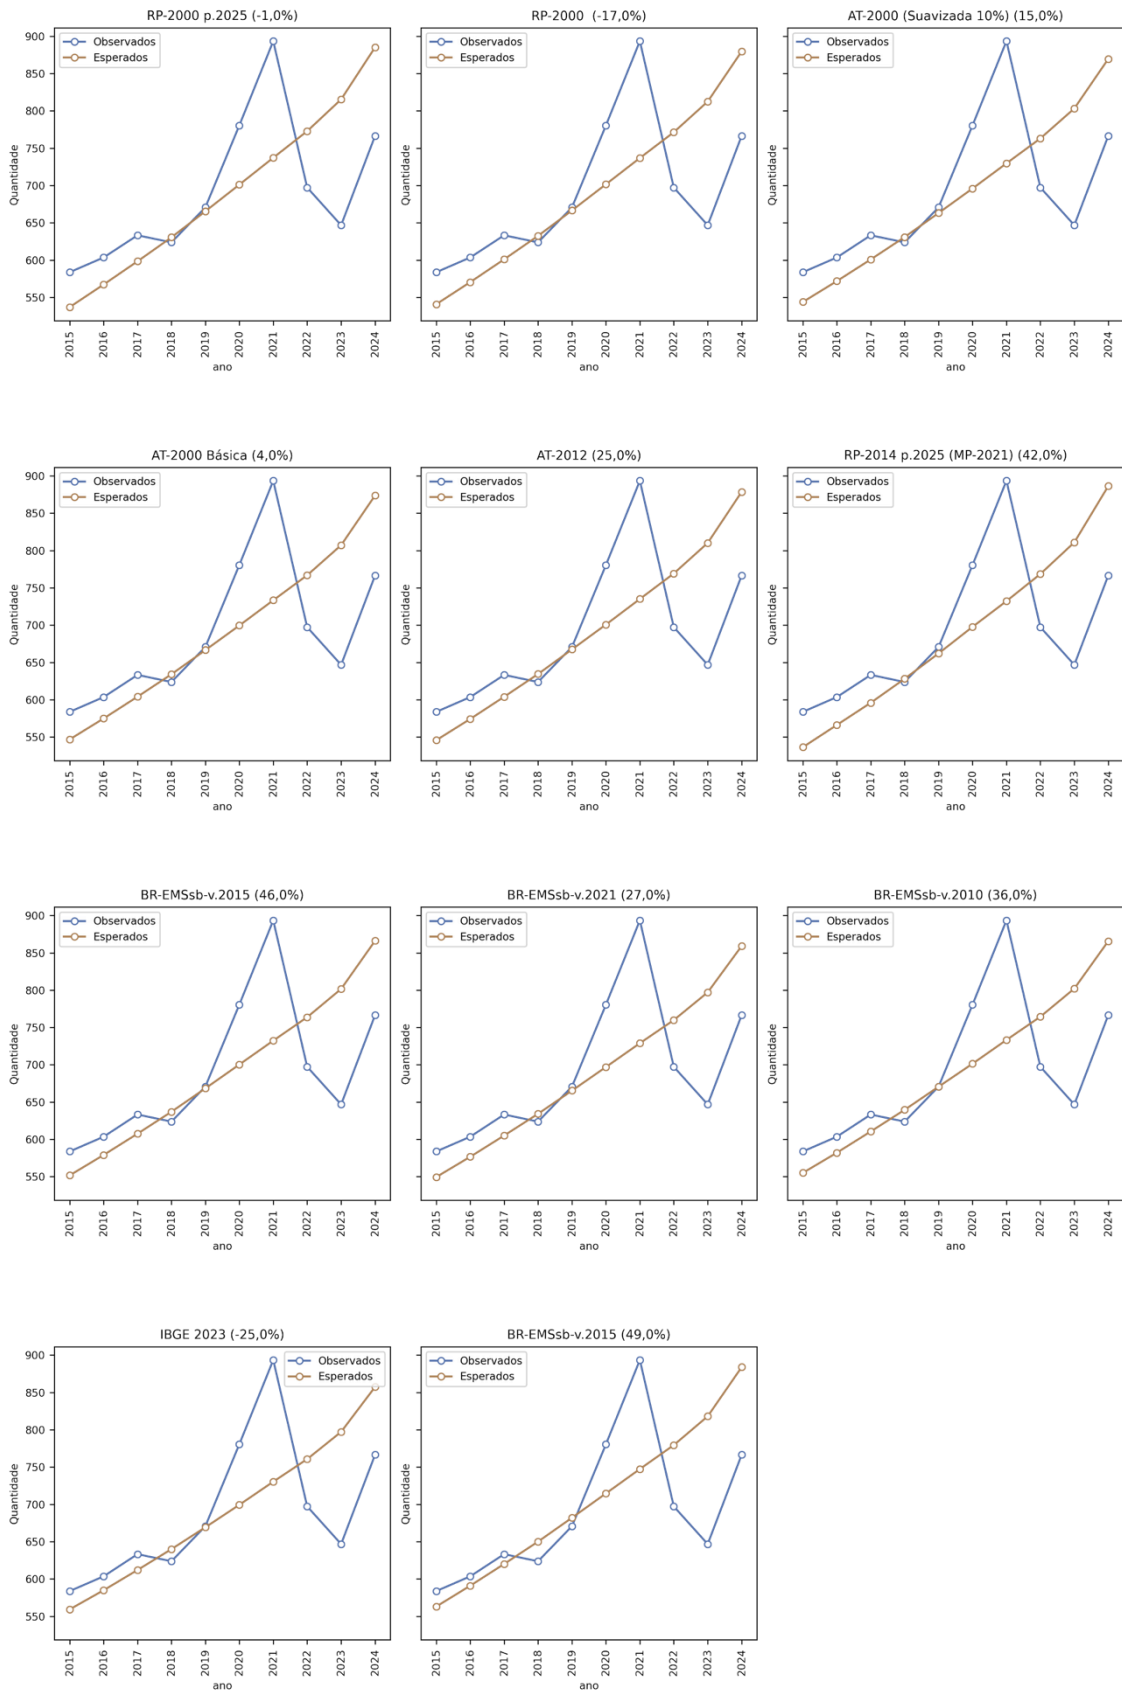 RP-2000 p.2025 (-1,0%)
900
850
800
750
700
650
600
550
Quantidade
Observados
Esperados
2015 2016 2017 2018 2019 2020 2021 2022 2023 2024
ano
RP-2000  (-17,0%)
Quantidade
Observados
Esperados
2015 2016 2017 2018 2019 2020 2021 2022 2023 2024
ano
AT-2000 (Suavizada 10%) (15,0%)
Quantidade
Observados
Esperados
2015 2016 2017 2018 2019 2020 2021 2022 2023 2024
ano
AT-2000 Básica (4,0%)
900
850
800
750
700
650
600
550
Quantidade
Observados
Esperados
2015 2016 2017 2018 2019 2020 2021 2022 2023 2024
ano
AT-2012 (25,0%)
Quantidade
Observados
Esperados
2015 2016 2017 2018 2019 2020 2021 2022 2023 2024
ano
RP-2014 p.2025 (MP-2021) (42,0%)
Quantidade
Observados
Esperados
2015 2016 2017 2018 2019 2020 2021 2022 2023 2024
ano
BR-EMSsb-v.2015 (46,0%)
900
850
800
750
700
650
600
550
Quantidade
Observados
Esperados
2015 2016 2017 2018 2019 2020 2021 2022 2023 2024
ano
BR-EMSsb-v.2021 (27,0%)
Quantidade
Observados
Esperados
2015 2016 2017 2018 2019 2020 2021 2022 2023 2024
ano
BR-EMSsb-v.2010 (36,0%)
Quantidade
Observados
Esperados
2015 2016 2017 2018 2019 2020 2021 2022 2023 2024
ano
IBGE 2023 (-25,0%)
900
850
800
750
700
650
600
550
Quantidade
Observados
Esperados
2015 2016 2017 2018 2019 2020 2021 2022 2023 2024
ano
BR-EMSsb-v.2015 (49,0%)
Quantidade
Observados
Esperados
2015 2016 2017 2018 2019 2020 2021 2022 2023 2024
ano